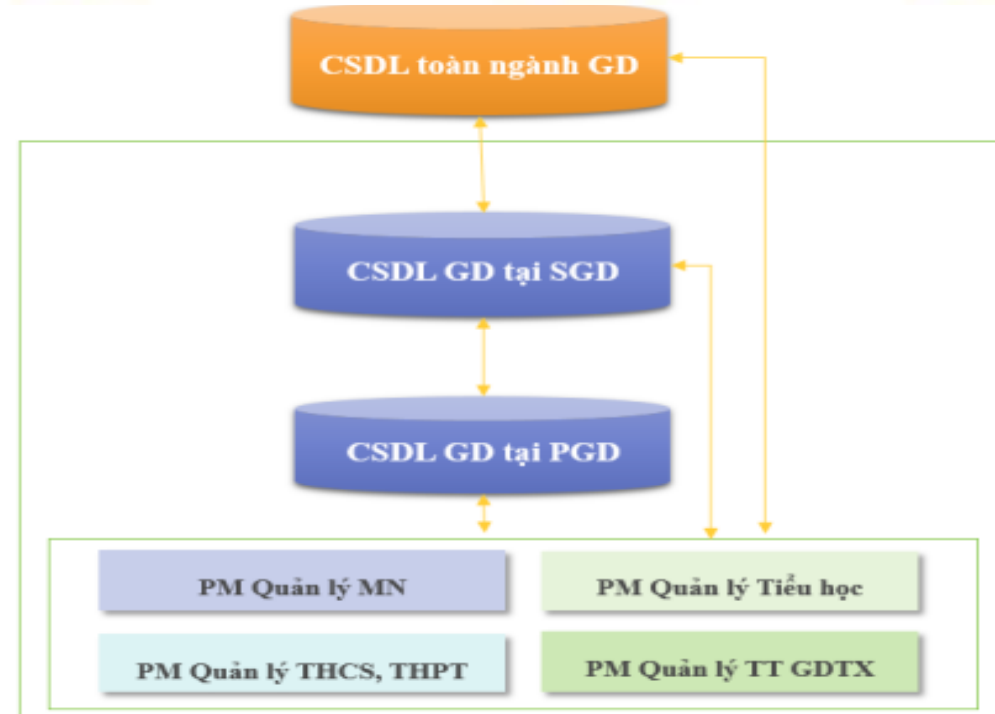 CSDL toàn ngành GD
CSDL GD tại SGD
CSDL GD tại PGD
PM Quản lý MN
PM Quản lý Tiểu học
PM Quản lý THCS, THPT
PM Quản lý TT GDTX